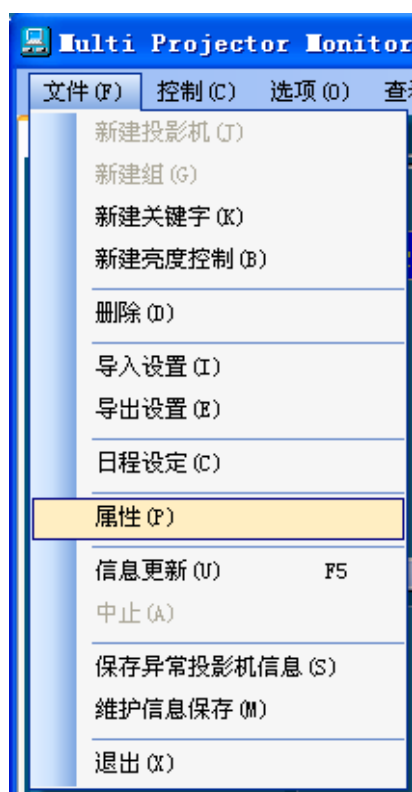 Multi Projector Monitor
文件(F) 控制(C) 选项(O) 查
新建投影机(J)
新建组(G)
新建关键字(K)
新建亮度控制(B)
删除(D)
导入设置(I)
导出设置(E)
日程设定(C)
属性(P)
信息更新(U) F5
中止(A)
保存异常投影机信息(S)
维护信息保存(M)
退出(X)